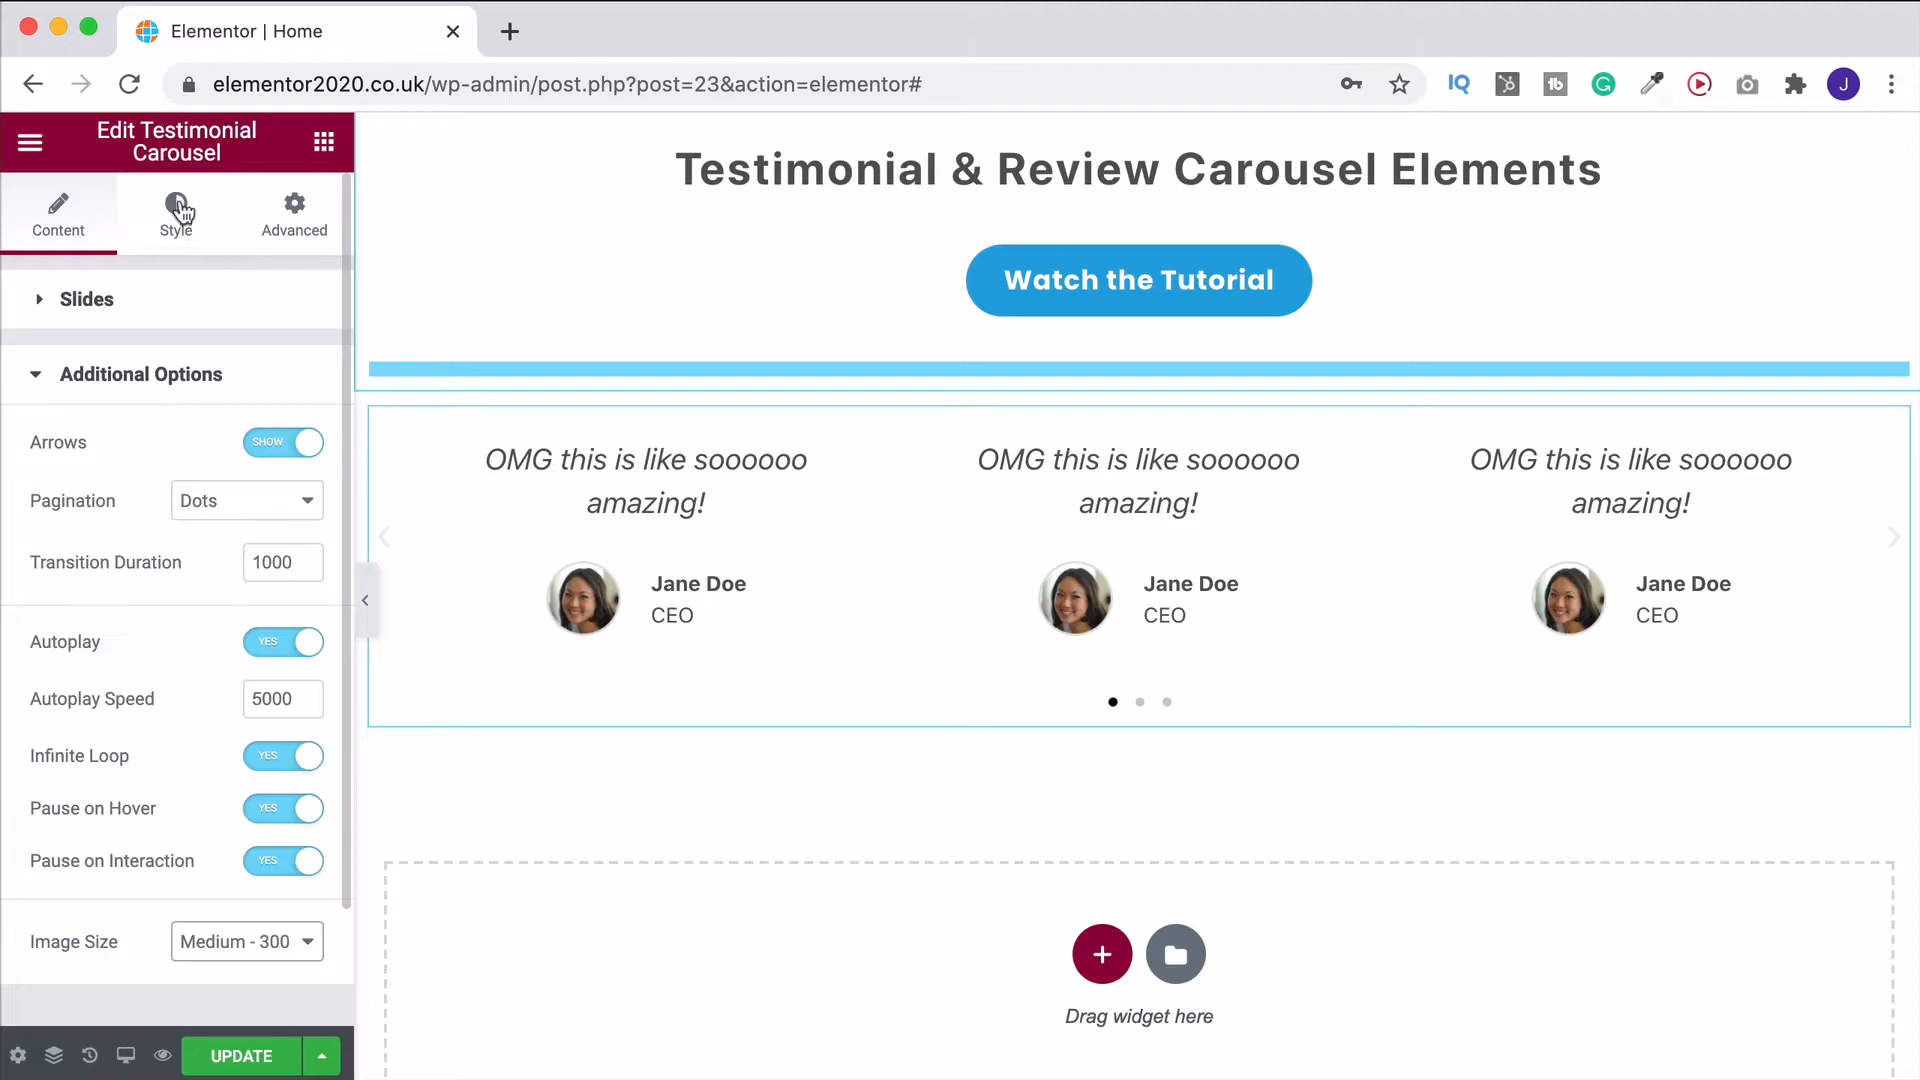 Elementor | Home
elementor2020.co.uk/wp-admin/post.php?post=23&action=elementor#
IQ
tb
G
J
Edit Testimonial
Carousel
Content
Style
Advanced
Slides
Additional Options
Arrows
SHOW
Pagination
Dots
Transition Duration
1000
Autoplay
YES
Autoplay Speed
5000
Infinite Loop
YES
Pause on Hover
YES
Pause on Interaction
YES
Image Size
Medium - 300
UPDATE
Testimonial & Review Carousel Elements
Watch the Tutorial
OMG this is like soooooo
amazing!
Jane Doe
CEO
OMG this is like soooooo
amazing!
Jane Doe
CEO
OMG this is like soooooo
amazing!
Jane Doe
CEO
Drag widget here